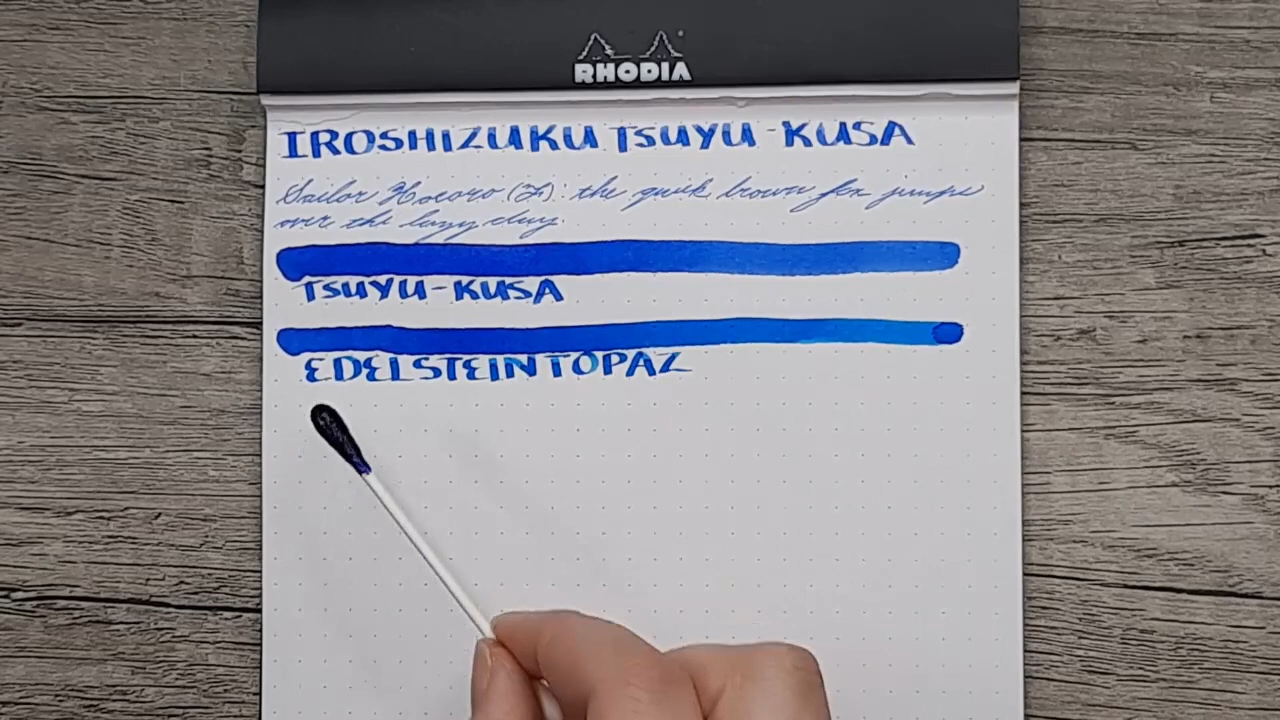 RHODIA
IROSHIZUKU TSUYU-KUSA
Sailor Hocoro (F): the quick brown fox jumps
over the lazy dog.
TSUYU-KUSA
EDELSTEIN TOPAZ